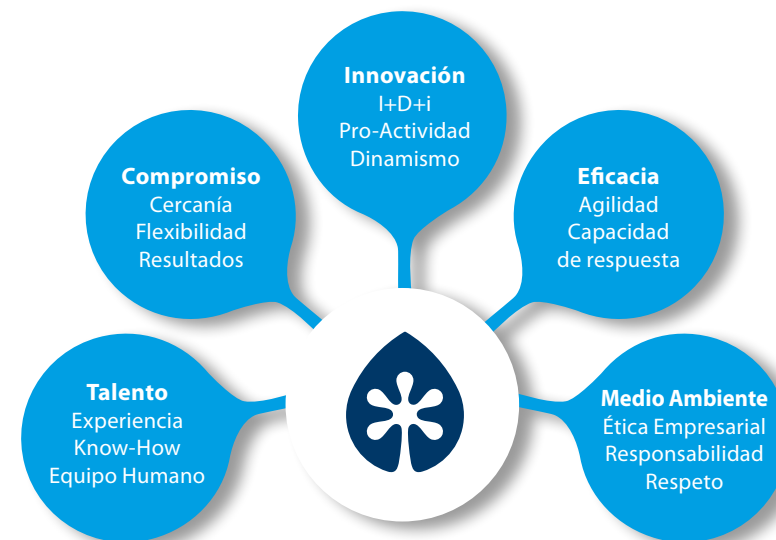 Innovación
I+D+i
Pro-Actividad
Dinamismo
Compromiso
Cercanía
Flexibilidad
Resultados
Eficacia
Agilidad
Capacidad
de respuesta
Talento
Experiencia
Know-How
Equipo Humano
Medio Ambiente
Ética Empresarial
Responsabilidad
Respeto